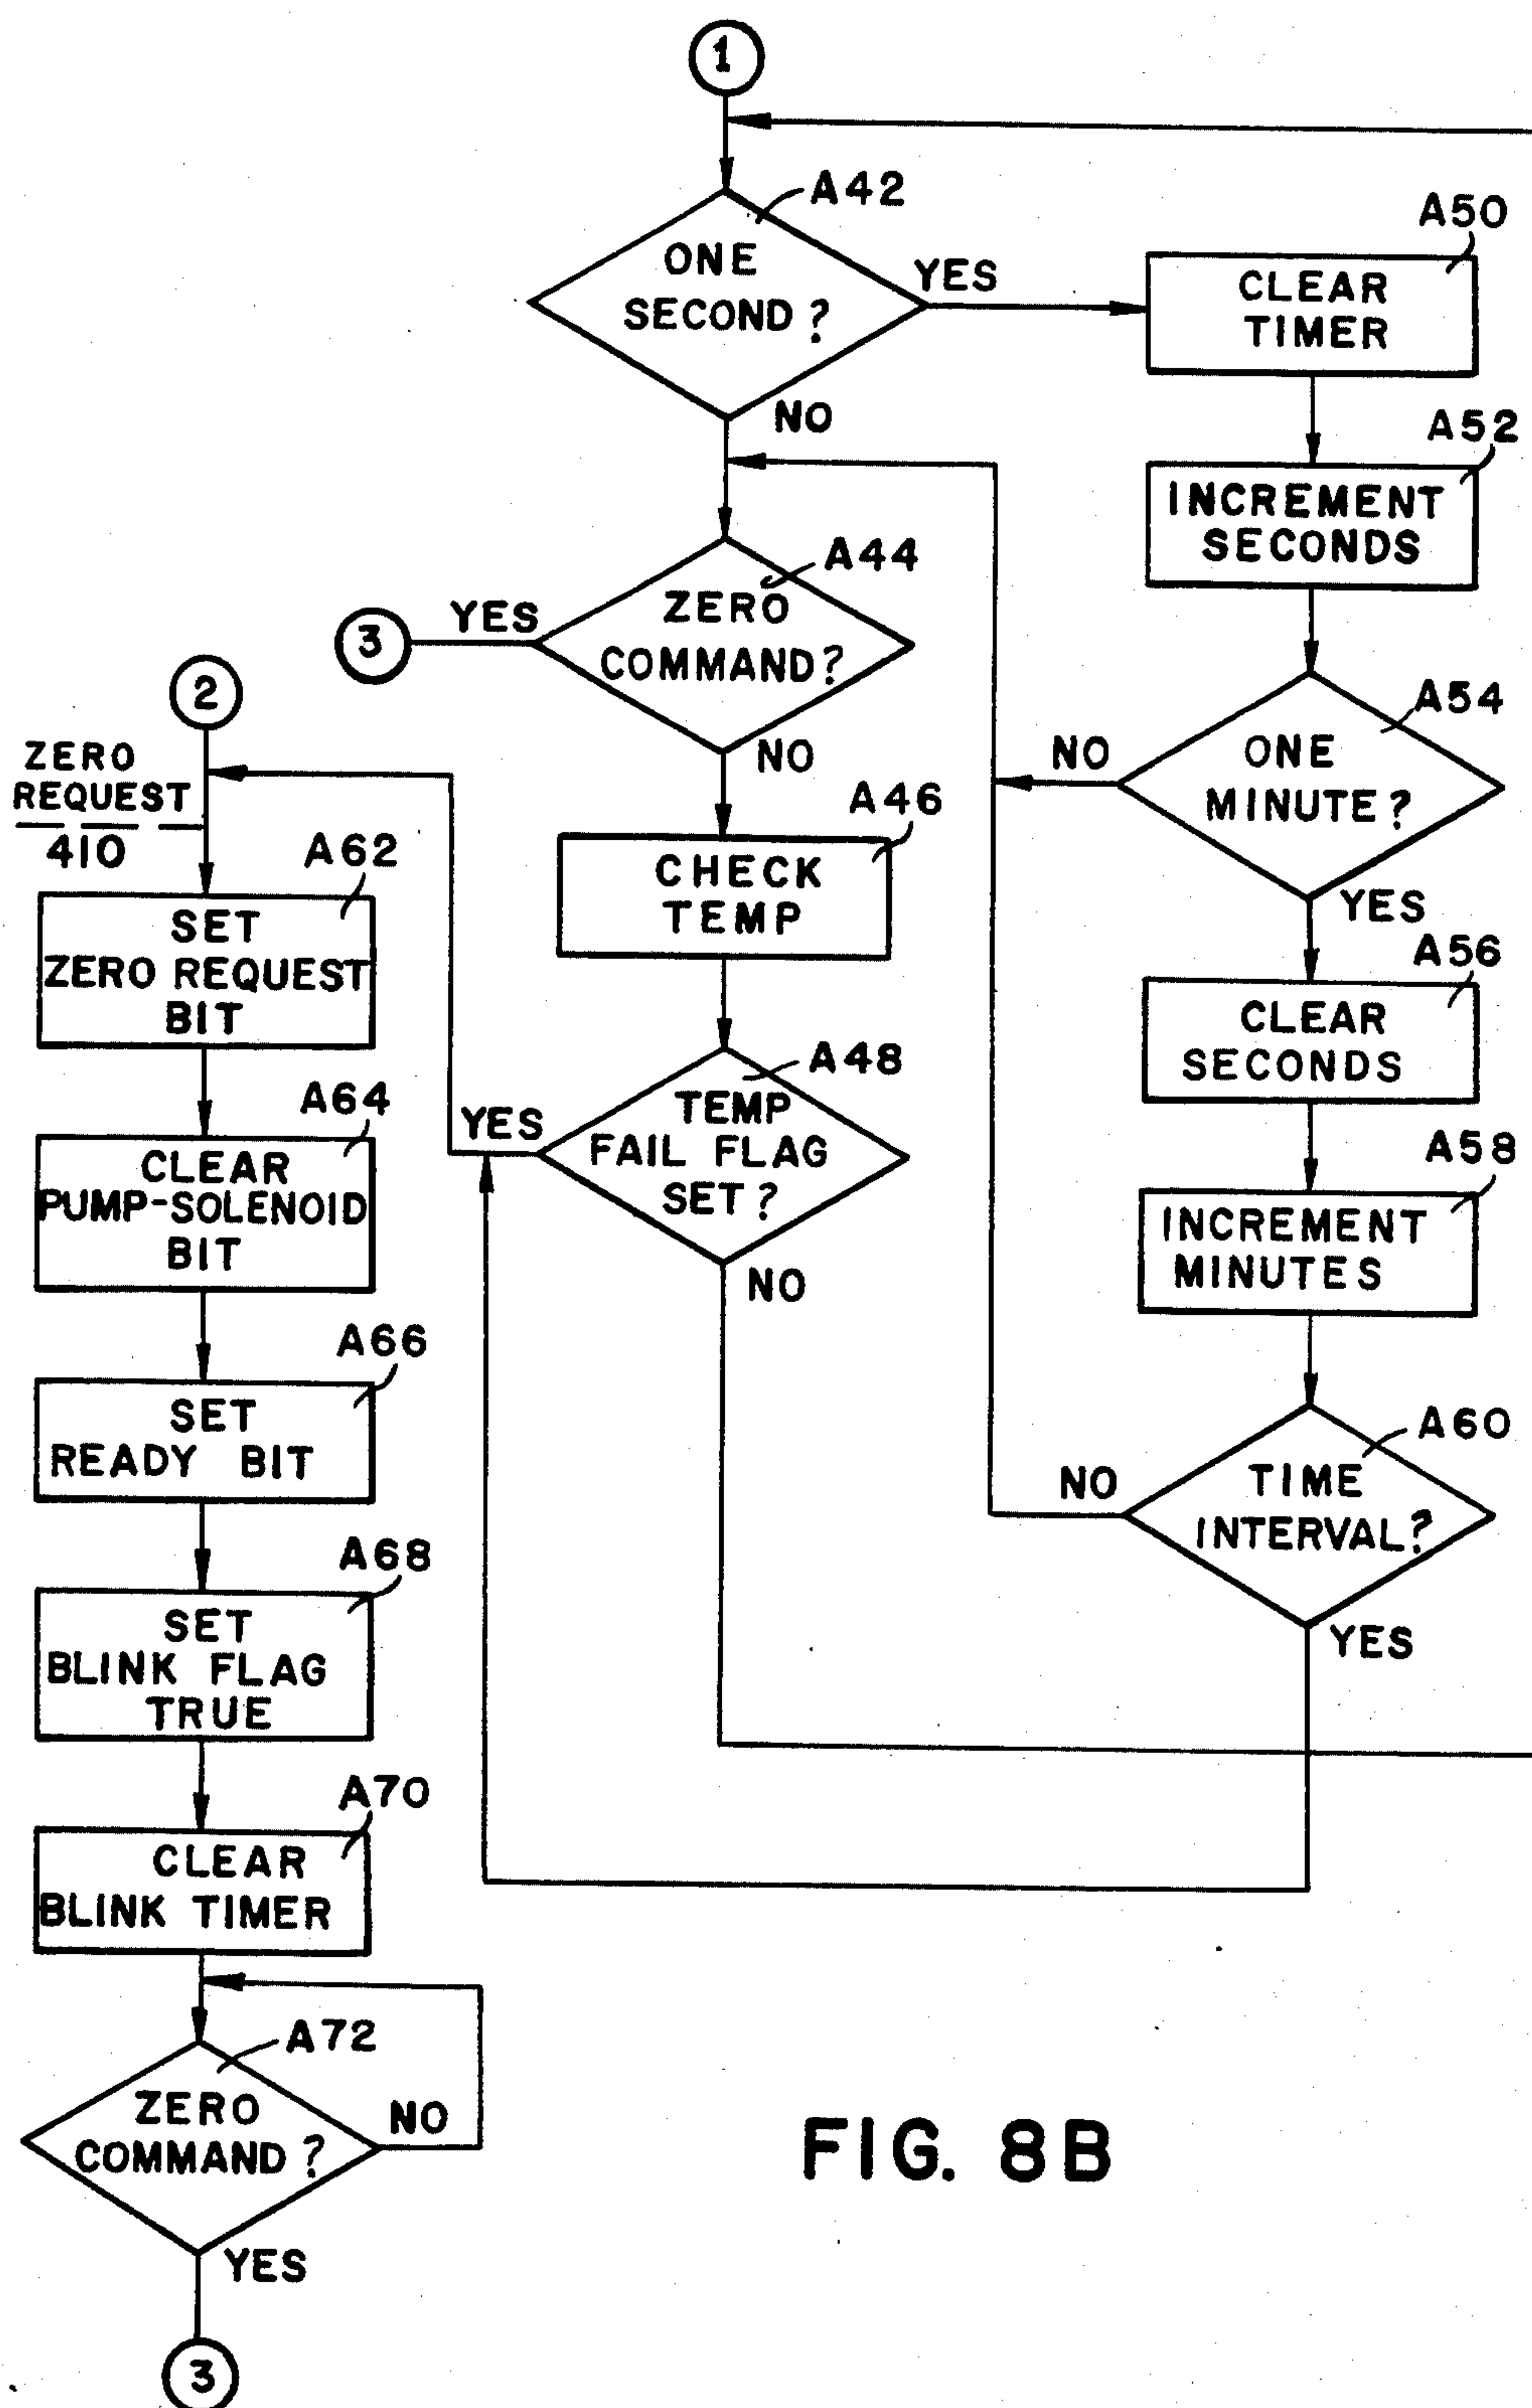 1
A42
ONE
SECOND?
YES
NO
A50
CLEAR
TIMER
A52
INCREMENT
SECONDS
A44
ZERO
COMMAND?
YES
3
NO
A54
ONE
MINUTE?
NO
YES
2
ZERO
REQUEST
410
A62
SET
ZERO REQUEST
BIT
A46
CHECK
TEMP
A56
CLEAR
SECONDS
A64
CLEAR
PUMP-SOLENOID
BIT
A48
TEMP
FAIL FLAG
SET?
YES
NO
A58
INCREMENT
MINUTES
A66
SET
READY BIT
A60
TIME
INTERVAL?
NO
YES
A68
SET
BLINK FLAG
TRUE
A70
CLEAR
BLINK TIMER
A72
ZERO
COMMAND?
NO
YES
3
FIG. 8B